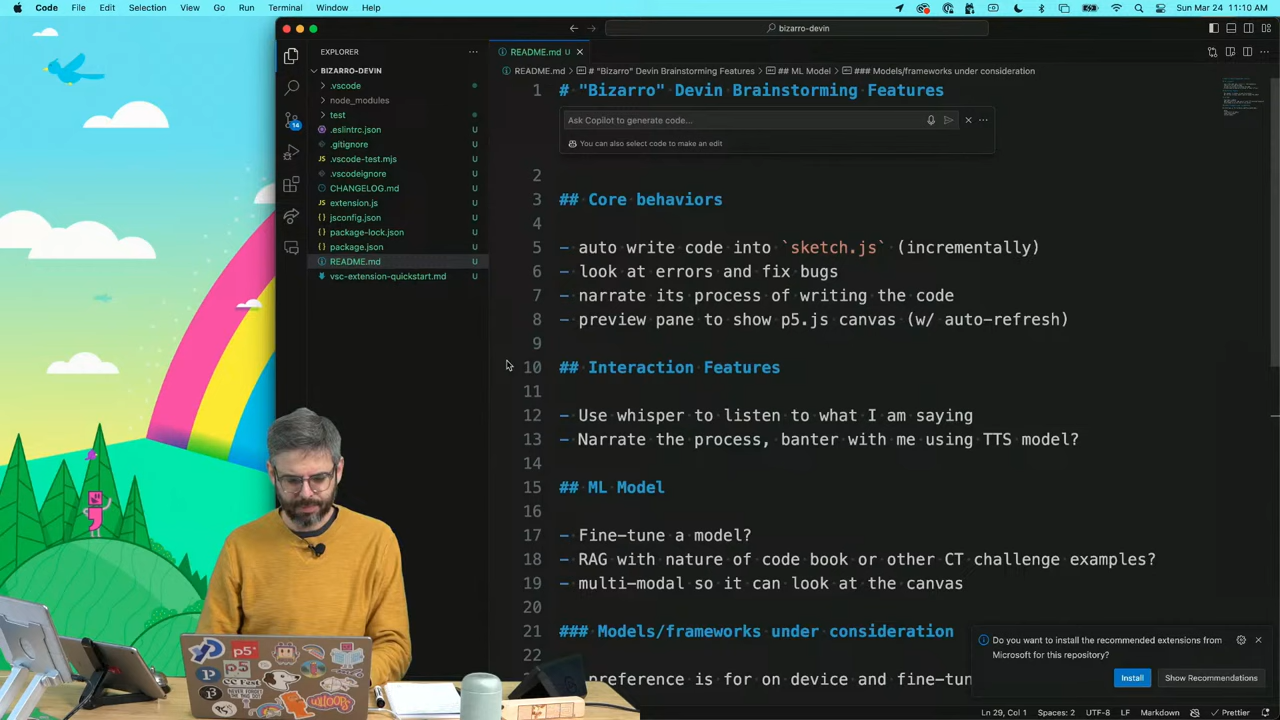 Code File Edit Selection View Go Run Terminal Window Help
Sun Mar 24 11:10 AM
bizarro-devin
EXPLORER
README.md U
BIZARRO-DEVIN
README.md > # "Bizarro" Devin Brainstorming Features > ## ML Model > ### Models/frameworks under consideration
.vscode
node_modules
test
.eslintrc.json U
.gitignore U
.vscode-test.mjs U
.vscodeignore U
CHANGELOG.md U
extension.js U
jsconfig.json U
package-lock.json U
package.json U
README.md U
vsc-extension-quickstart.md U
14
1 # "Bizarro" Devin Brainstorming Features
Ask Copilot to generate code...
You can also select code to make an edit
2
3 ## Core behaviors
4
5 - auto write code into `sketch.js` (incrementally)
6 - look at errors and fix bugs
7 - narrate its process of writing the code
8 - preview pane to show p5.js canvas (w/ auto-refresh)
9
10 ## Interaction Features
11
12 - Use whisper to listen to what I am saying
13 - Narrate the process, banter with me using TTS model?
14
15 ## ML Model
16
17 - Fine-tune a model?
18 - RAG with nature of code book or other CT challenge examples?
19 - multi-modal so it can look at the canvas
20
21 ### Models/frameworks under consideration
22
preference is for on device and fine-tun
Do you want to install the recommended extensions from
Microsoft for this repository?
Install
Show Recommendations
Ln 29, Col 1 Spaces: 2 UTF-8 LF Markdown Prettier
p5*
WHOOPS